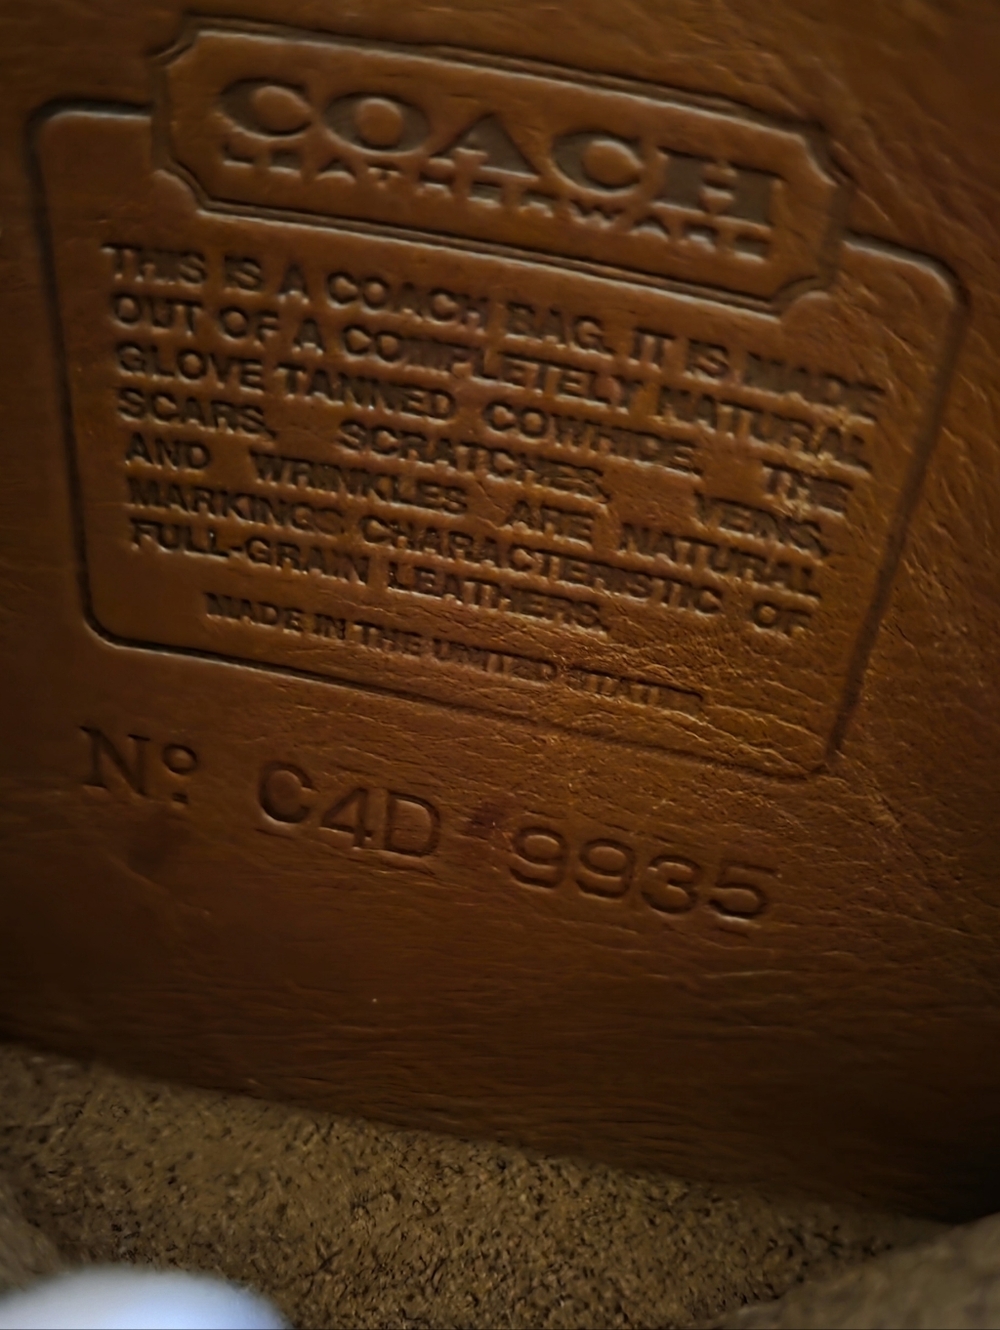 COACH
LEATHERWARE
THIS IS A COACH BAG. IT IS MADE
OUT OF A COMPLETELY NATURAL
GLOVE TANNED COWHIDE. THE
SCARS, SCRATCHES, VEINS,
AND WRINKLES ARE NATURAL
MARKINGS CHARACTERISTIC OF
FULL-GRAIN LEATHERS.
MADE IN THE UNITED STATES
Nº C4D-9935